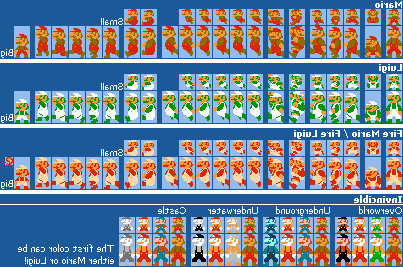 Mario
Small
Big
Luigi
Small
Big
Fire Mario / Fire Luigi
Small
Big
Invincible
Overworld Underground Underwater Castle
The first color can be
either Mario or Luigi!